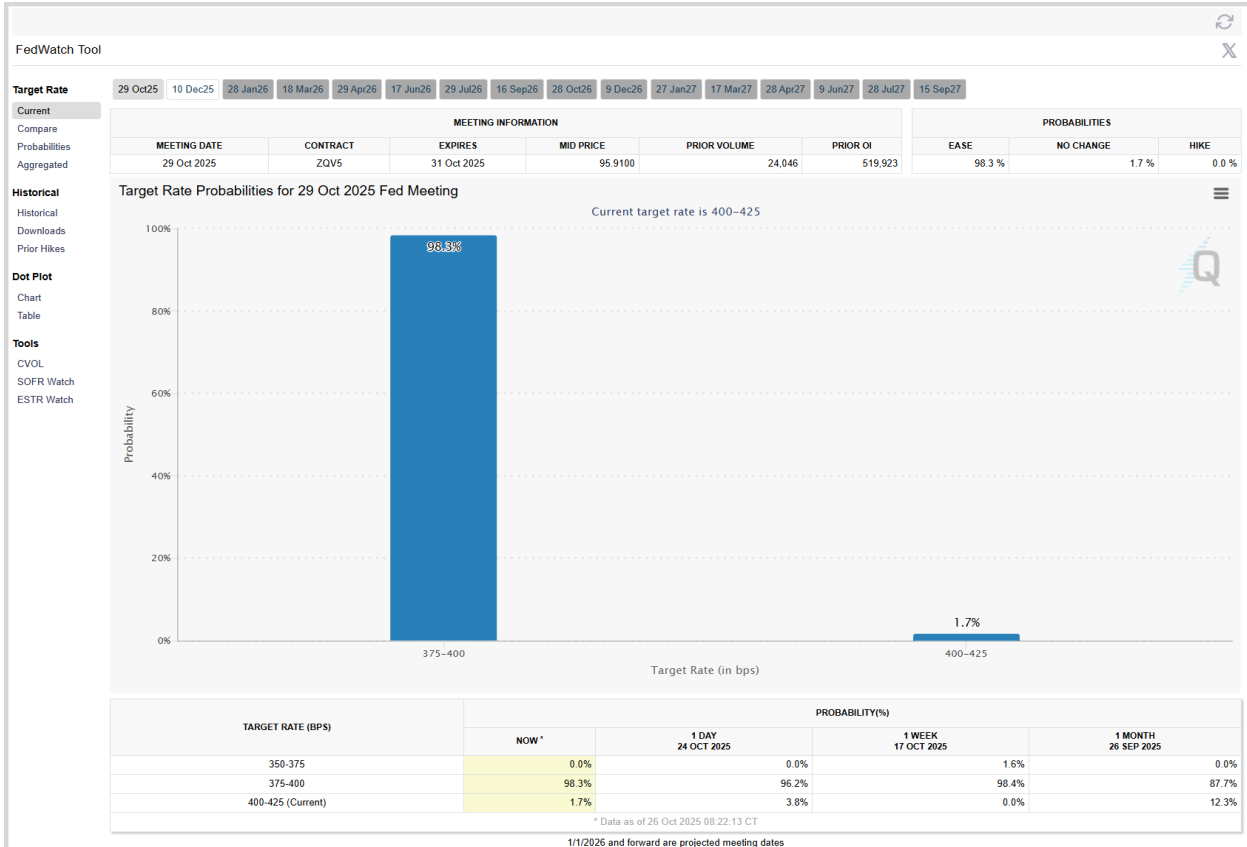 FedWatch Tool
Target Rate
Current
Compare
Probabilities
Aggregated
Historical
Historical
Downloads
Prior Hikes
Dot Plot
Chart
Table
Tools
CVOL
SOFR Watch
ESTR Watch
29 Oct25 10 Dec25 28 Jan26 18 Mar26 29 Apr26 17 Jun26 29 Jul26 16 Sep26 28 Oct26 9 Dec26 27 Jan27 17 Mar27 28 Apr27 9 Jun27 28 Jul27 15 Sep27
MEETING INFORMATION PROBABILITIES
MEETING DATE CONTRACT EXPIRES MID PRICE PRIOR VOLUME PRIOR OI EASE NO CHANGE HIKE
29 Oct 2025 ZQV5 31 Oct 2025 95.9100 24,046 519,923 98.3 % 1.7 % 0.0 %
Target Rate Probabilities for 29 Oct 2025 Fed Meeting
Current target rate is 400–425
100%
80%
60%
40%
20%
0%
Probability
98.3%
1.7%
Q
375–400 400–425
Target Rate (in bps)
TARGET RATE (BPS) PROBABILITY(%)
NOW * 1 DAY 24 OCT 2025 1 WEEK 17 OCT 2025 1 MONTH 26 SEP 2025
350-375 0.0% 0.0% 1.6% 0.0%
375-400 98.3% 96.2% 98.4% 87.7%
400-425 (Current) 1.7% 3.8% 0.0% 12.3%
* Data as of 26 Oct 2025 08:22:13 CT
1/1/2026 and forward are projected meeting dates